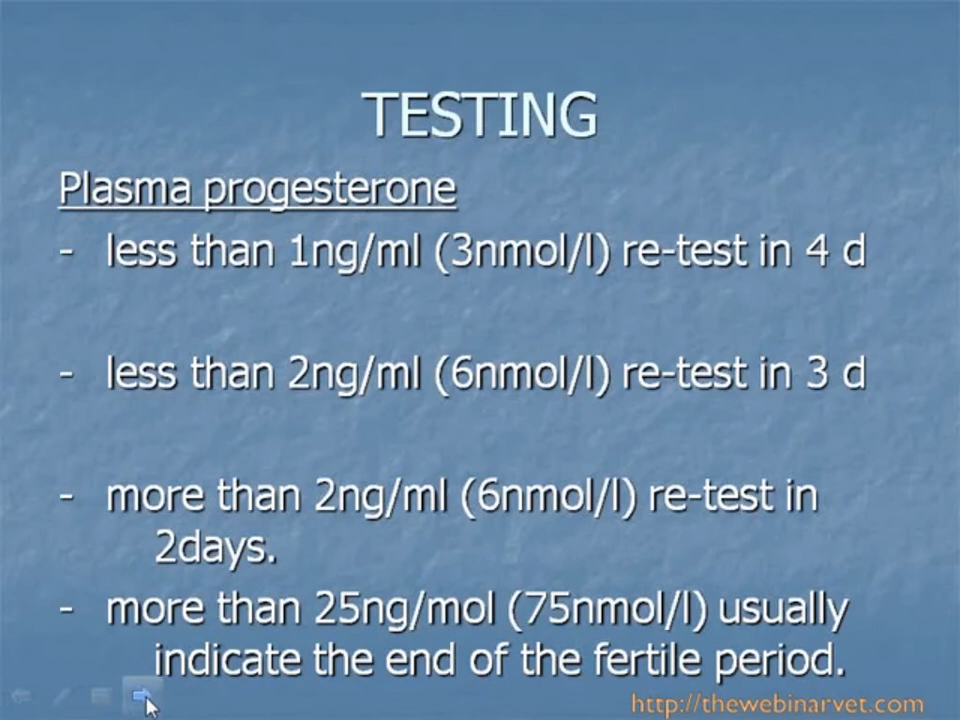 TESTING
Plasma progesterone
- less than 1ng/ml (3nmol/l) re-test in 4 d
- less than 2ng/ml (6nmol/l) re-test in 3 d
- more than 2ng/ml (6nmol/l) re-test in
2days.
- more than 25ng/mol (75nmol/l) usually
indicate the end of the fertile period.
http://thewebinarvet.com